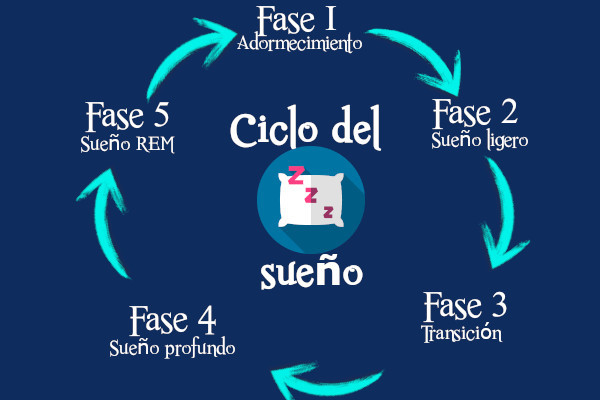 Fase 1
Adormecimiento
Fase 2
Sueño ligero
Fase 3
Transición
Fase 4
Sueño profundo
Fase 5
Sueño REM
Ciclo del
z
z
z
sueño